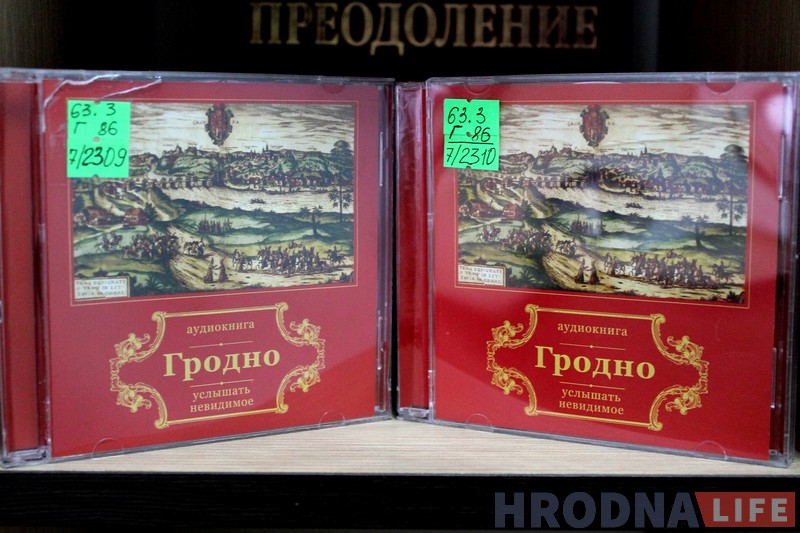 ПРЕОДОЛЕНИЕ
63.3
Г 86
7/2309
аудиокнига
Гродно
услышать
невидимое
63.3
Г 86
7/2310
аудиокнига
Гродно
услышать
невидимое
HRODNA LIFE